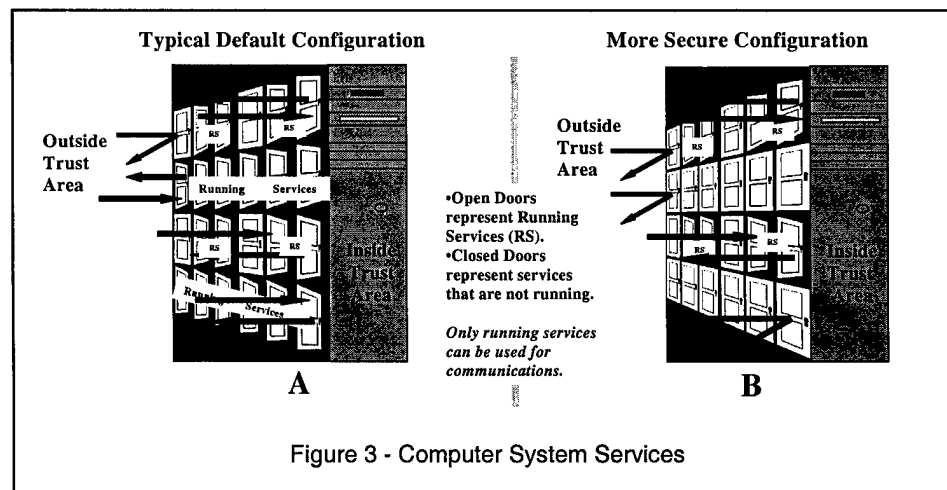 Typical Default Configuration
More Secure Configuration
Outside
Trust
Area
RS
RS
Running Services
RS
RS
Running
Services
Inside
Trust
Area
A
•Open Doors
represent Running
Services (RS).
•Closed Doors
represent services
that are not running.
Only running services
can be used for
communications.
Outside
Trust
Area
RS
RS
RS
RS
Inside
Trust
Area
B
Figure 3 - Computer System Services